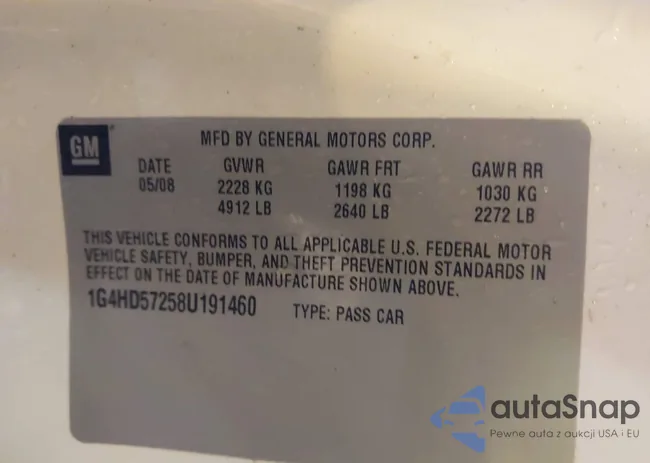 GM
MFD BY GENERAL MOTORS CORP.
DATE GVWR GAWR FRT GAWR RR
05/08 2228 KG 1198 KG 1030 KG
4912 LB 2640 LB 2272 LB
THIS VEHICLE CONFORMS TO ALL APPLICABLE U.S. FEDERAL MOTOR
VEHICLE SAFETY, BUMPER, AND THEFT PREVENTION STANDARDS IN
EFFECT ON THE DATE OF MANUFACTURE SHOWN ABOVE.
1G4HD57258U191460 TYPE: PASS CAR
autaSnap
Pewne auta z aukcji USA i EU